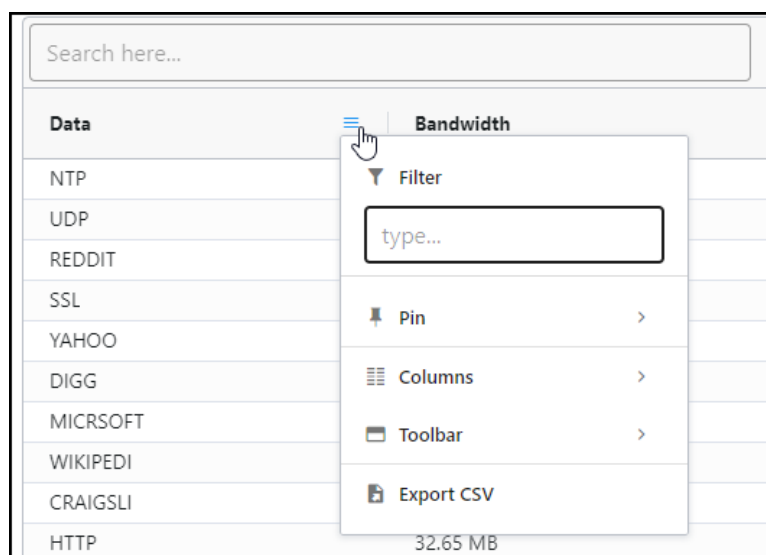 Search here...
Data Bandwidth
NTP
Filter
UDP
type...
REDDIT
SSL
Pin
YAHOO
DIGG
Columns
MICRSOFT
Toolbar
WIKIPEDI
CRAIGSLI
Export CSV
HTTP 32.65 MB